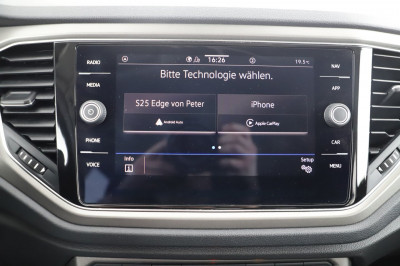 RADIO
MEDIA
PHONE
VOICE
16:26
19.5°C
Bitte Technologie wählen.
S25 Edge von Peter
iPhone
Android Auto
Apple CarPlay
Info
Setup
NAV
APP
CAR
MENU